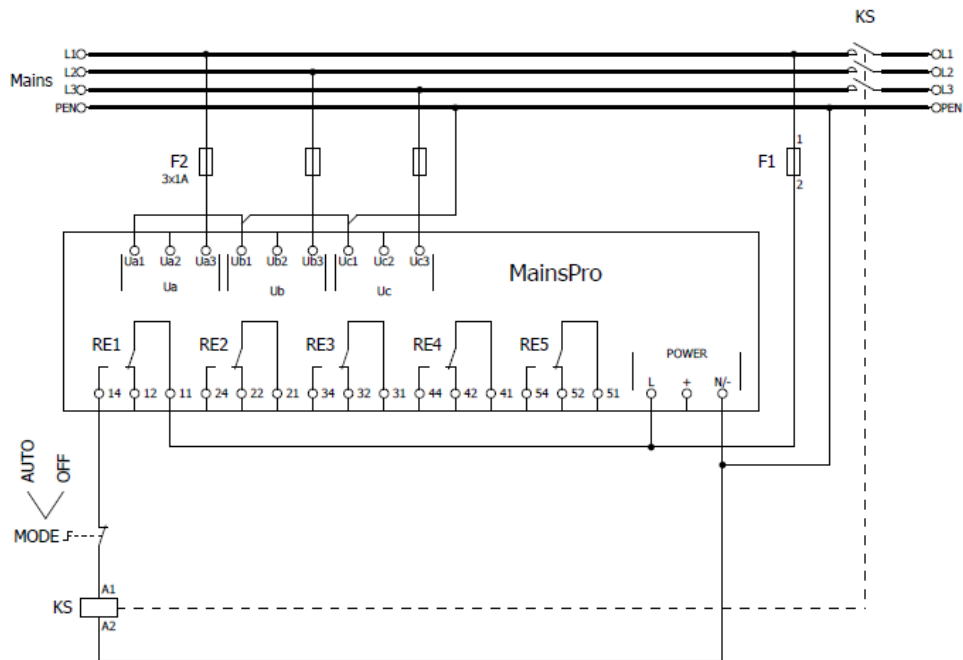 KS
L1 L1
L2 L2
Mains
L3 L3
PEN PEN
F2
3x1A
F1
1
2
Ua1 Ua2 Ua3 Ub1 Ub2 Ub3 Uc1 Uc2 Uc3
Ua Ub Uc
MainsPro
RE1 RE2 RE3 RE4 RE5
POWER
L + N/-
14 12 11 24 22 21 34 32 31 44 42 41 54 52 51
AUTO
OFF
MODE
A1
KS
A2